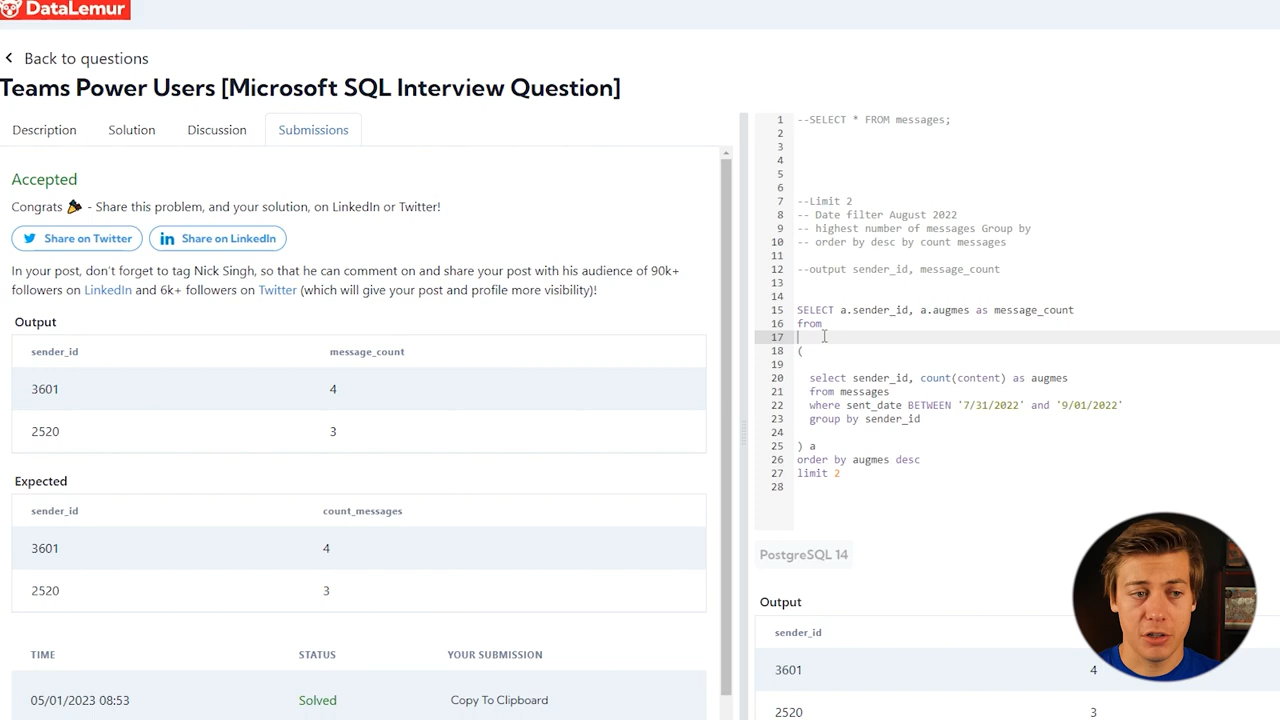 DataLemur
Back to questions
Teams Power Users [Microsoft SQL Interview Question]
Description Solution Discussion Submissions
Accepted
Congrats 🎉 - Share this problem, and your solution, on LinkedIn or Twitter!
Share on Twitter Share on LinkedIn
In your post, don't forget to tag Nick Singh, so that he can comment on and share your post with his audience of 90k+
followers on LinkedIn and 6k+ followers on Twitter (which will give your post and profile more visibility)!
Output
sender_id message_count
3601 4
2520 3
Expected
sender_id count_messages
3601 4
2520 3
TIME STATUS YOUR SUBMISSION
05/01/2023 08:53 Solved Copy To Clipboard
1 --SELECT * FROM messages;
2
3
4
5
6
7 --Limit 2
8 -- Date filter August 2022
9 -- highest number of messages Group by
10 -- order by desc by count messages
11
12 --output sender_id, message_count
13
14
15 SELECT a.sender_id, a.augmes as message_count
16 from
17
18 (
19
20 select sender_id, count(content) as augmes
21 from messages
22 where sent_date BETWEEN '7/31/2022' and '9/01/2022'
23 group by sender_id
24
25 ) a
26 order by augmes desc
27 limit 2
28
PostgreSQL 14
Output
sender_id
3601 4
2520 3